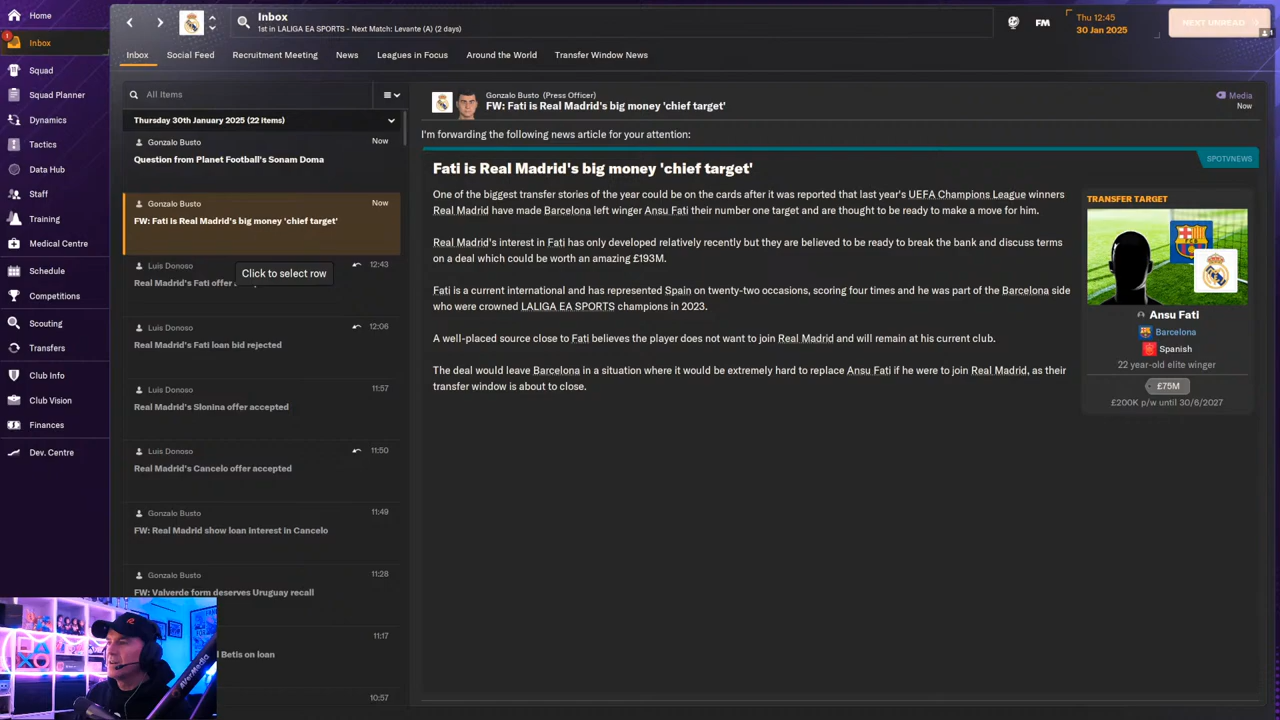 Home
1
Inbox
Squad
Squad Planner
Dynamics
Tactics
Data Hub
Staff
Training
Medical Centre
Schedule
Competitions
Scouting
Transfers
Club Info
Club Vision
Finances
Dev. Centre
Inbox
1st in LALIGA EA SPORTS - Next Match: Levante (A) (2 days)
FM
Thu 12:45
30 Jan 2025
NEXT UNREAD
1
Inbox
Social Feed
Recruitment Meeting
News
Leagues in Focus
Around the World
Transfer Window News
All Items
Thursday 30th January 2025 (22 items)
Gonzalo Busto
Now
Question from Planet Football's Sonam Doma
Gonzalo Busto
Now
FW: Fati is Real Madrid's big money 'chief target'
Luis Donoso
12:43
Real Madrid's Fati offer
Click to select row
Luis Donoso
12:06
Real Madrid's Fati loan bid rejected
Luis Donoso
11:57
Real Madrid's Słonina offer accepted
Luis Donoso
11:50
Real Madrid's Cancelo offer accepted
Gonzalo Busto
11:49
FW: Real Madrid show loan interest in Cancelo
Gonzalo Busto
11:28
FW: Valverde form deserves Uruguay recall
11:17
Betis on loan
10:57
Gonzalo Busto (Press Officer)
FW: Fati is Real Madrid's big money 'chief target'
Media
Now
I'm forwarding the following news article for your attention:
SPOTVNEWS
Fati is Real Madrid's big money 'chief target'
One of the biggest transfer stories of the year could be on the cards after it was reported that last year's UEFA Champions League winners
Real Madrid have made Barcelona left winger Ansu Fati their number one target and are thought to be ready to make a move for him.
Real Madrid's interest in Fati has only developed relatively recently but they are believed to be ready to break the bank and discuss terms
on a deal which could be worth an amazing £193M.
Fati is a current international and has represented Spain on twenty-two occasions, scoring four times and he was part of the Barcelona side
who were crowned LALIGA EA SPORTS champions in 2023.
A well-placed source close to Fati believes the player does not want to join Real Madrid and will remain at his current club.
The deal would leave Barcelona in a situation where it would be extremely hard to replace Ansu Fati if he were to join Real Madrid, as their
transfer window is about to close.
TRANSFER TARGET
Ansu Fati
Barcelona
Spanish
22 year-old elite winger
£75M
£200K p/w until 30/6/2027
AVerMedia